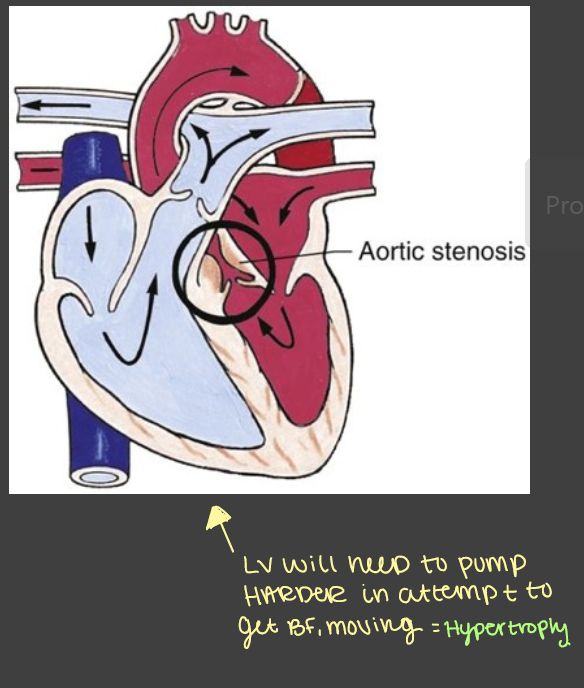 Pro
Aortic stenosis
LV will need to pump
HARDER in attempt to
get BF. moving = Hypertrophy